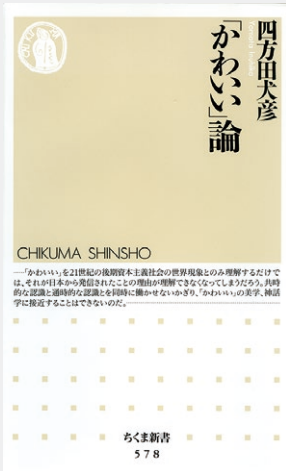 四方田犬彦
「かわいい」論
CHIKUMA SHINSHO
―「かわいい」を21世紀の後期資本主義社会の世界現象とのみ理解するだけで
は、それが日本から発信されたことの理由が理解できなくなってしまうだろう。共時
的な認識と通時的な認識とを同時に働かせないかぎり、「かわいい」の美学、神話
学に接近することはできないのだ。
ちくま新書
578